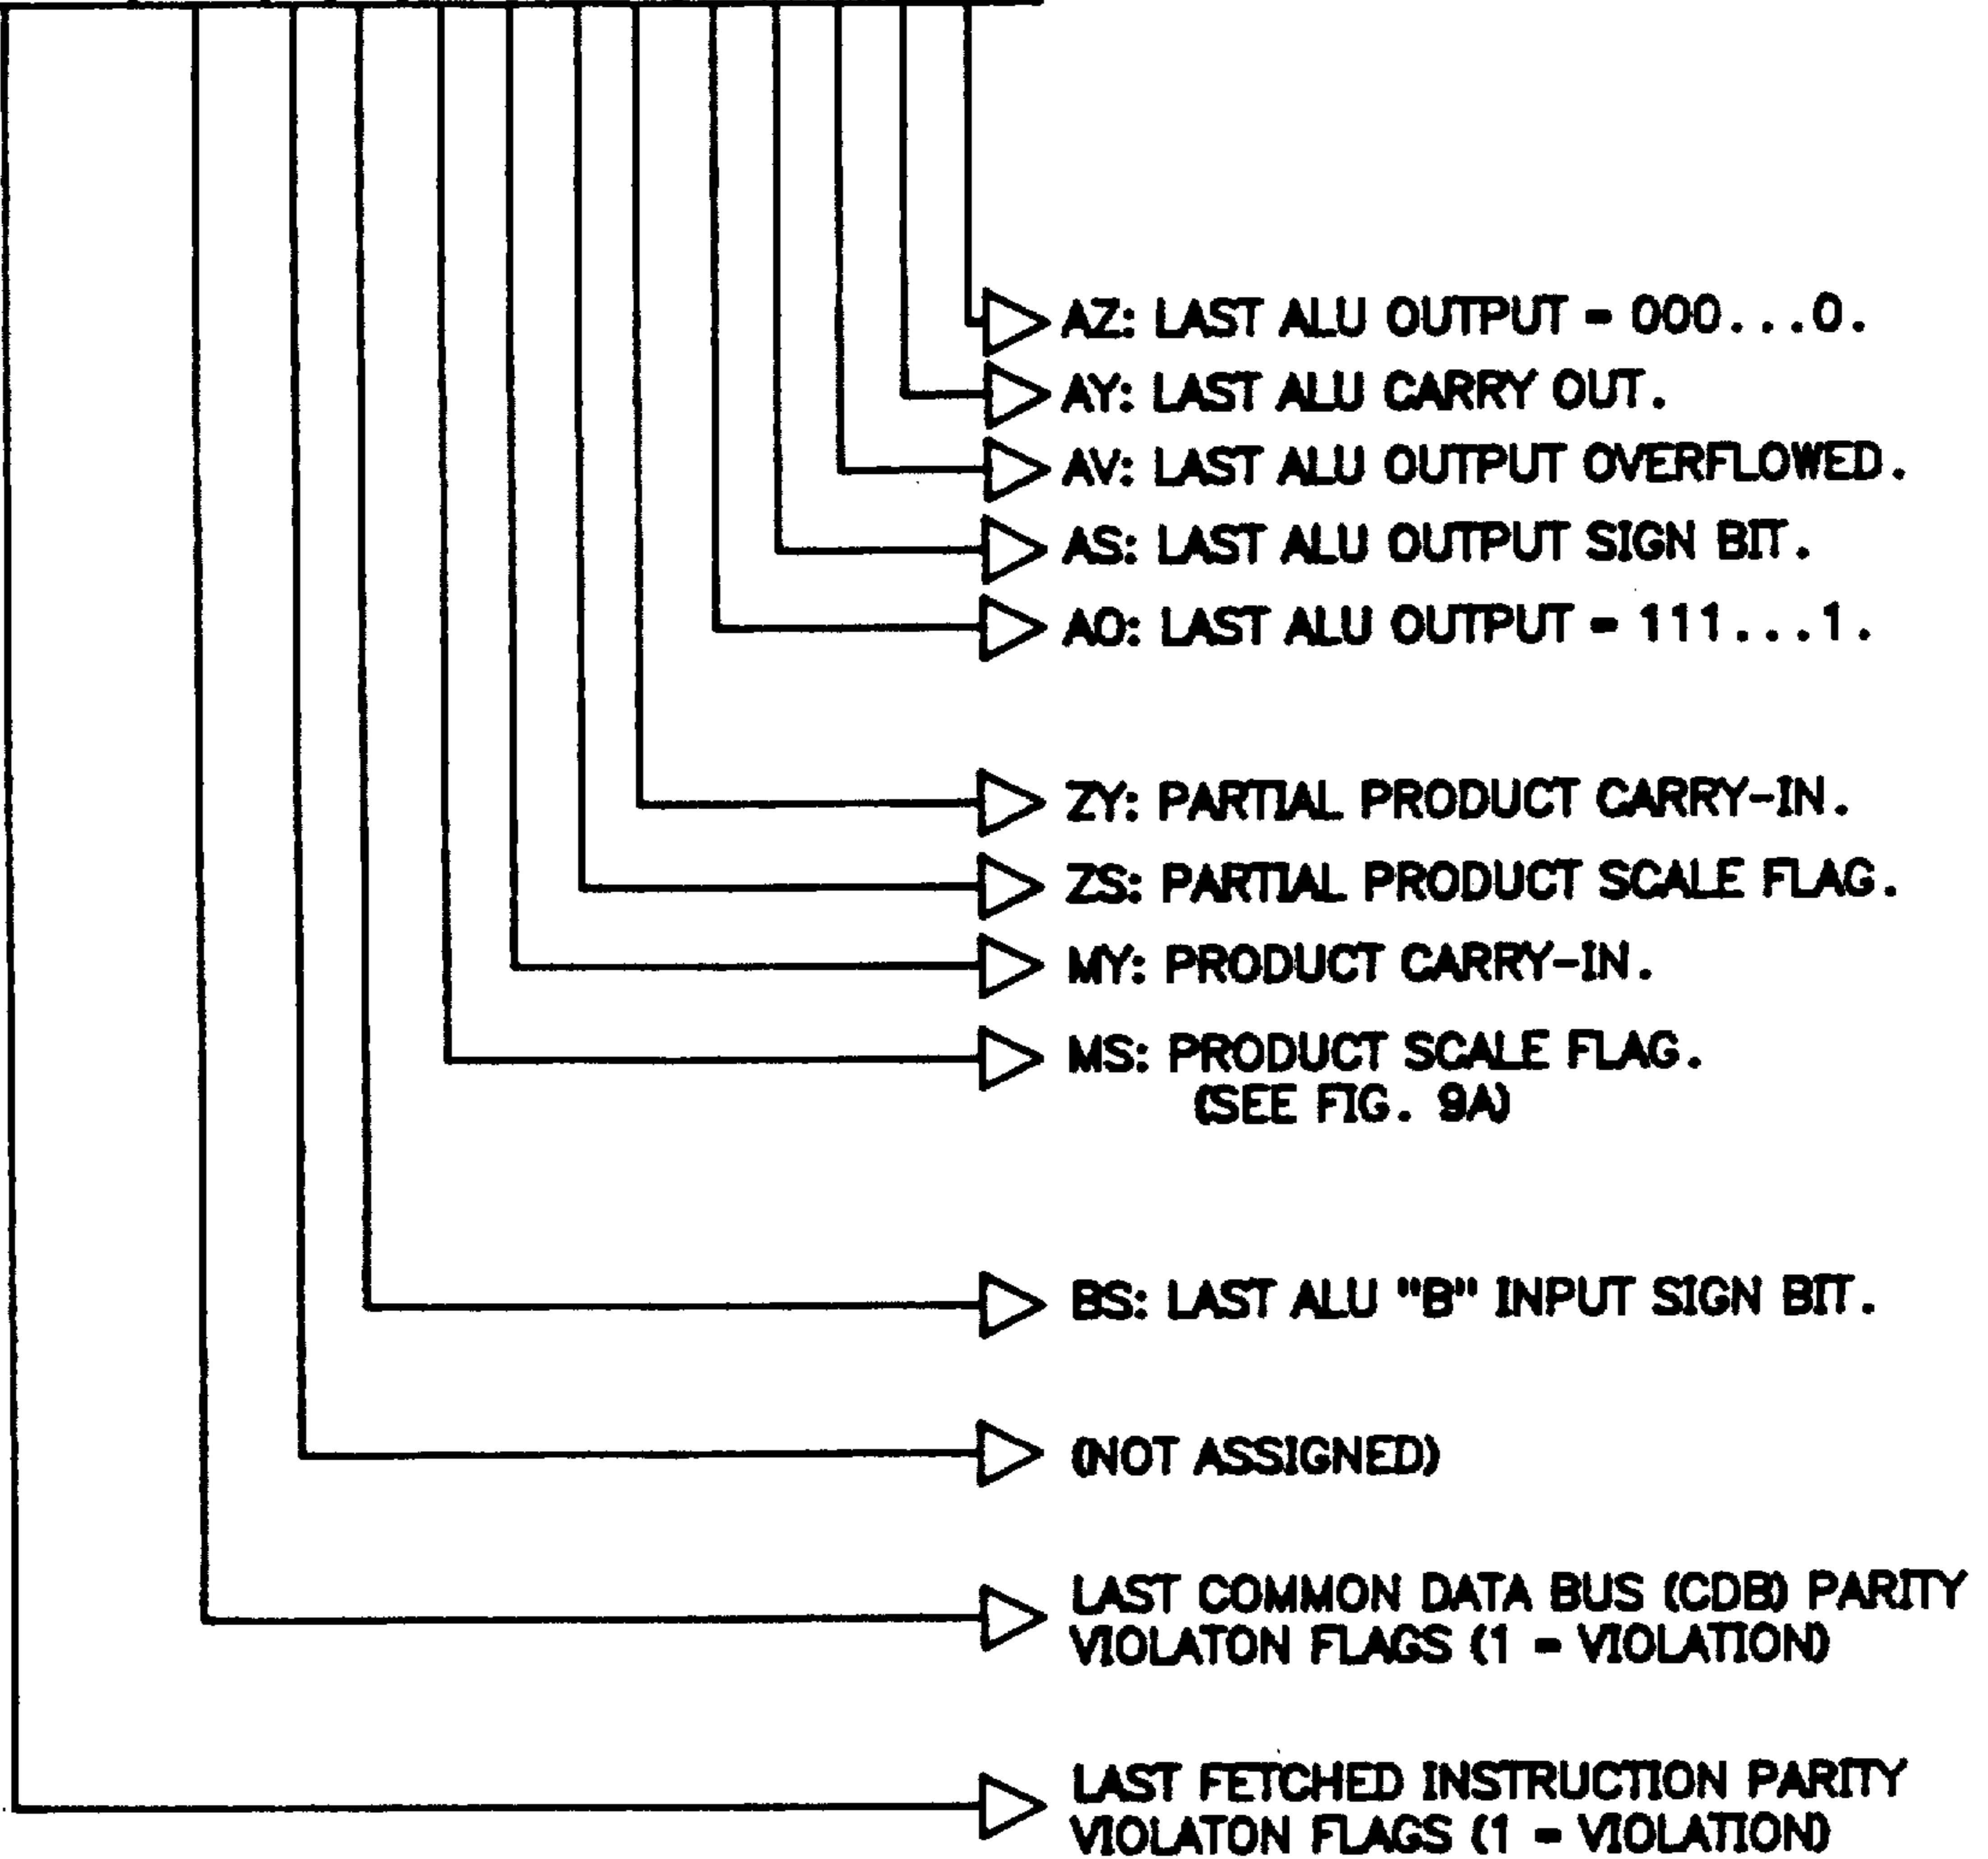 AZ: LAST ALU OUTPUT = 000...0.
AY: LAST ALU CARRY OUT.
AV: LAST ALU OUTPUT OVERFLOWED.
AS: LAST ALU OUTPUT SIGN BIT.
AO: LAST ALU OUTPUT = 111...1.
ZY: PARTIAL PRODUCT CARRY-IN.
ZS: PARTIAL PRODUCT SCALE FLAG.
MY: PRODUCT CARRY-IN.
MS: PRODUCT SCALE FLAG.
(SEE FIG. 9A)
BS: LAST ALU "B" INPUT SIGN BIT.
(NOT ASSIGNED)
LAST COMMON DATA BUS (CDB) PARITY
VIOLATON FLAGS (1 = VIOLATION)
LAST FETCHED INSTRUCTION PARITY
VIOLATON FLAGS (1 = VIOLATION)